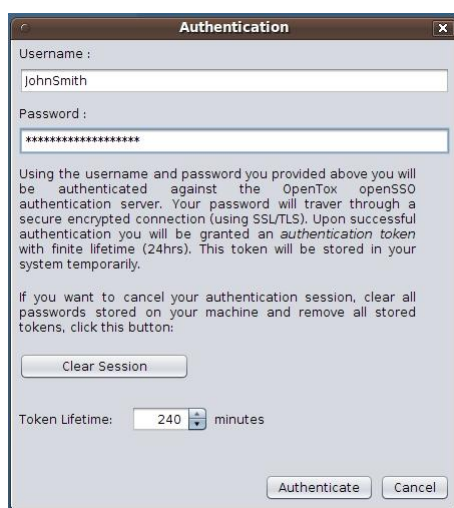 Authentication
Username :
JohnSmith
Password :
*******************
Using the username and password you provided above you will
be authenticated against the OpenTox openSSO
authentication server. Your password will traver through a
secure encrypted connection (using SSL/TLS). Upon successful
authentication you will be granted an authentication token
with finite lifetime (24hrs). This token will be stored in your
system temporarily.
If you want to cancel your authentication session, clear all
passwords stored on your machine and remove all stored
tokens, click this button:
Clear Session
Token Lifetime: 240 minutes
Authenticate Cancel